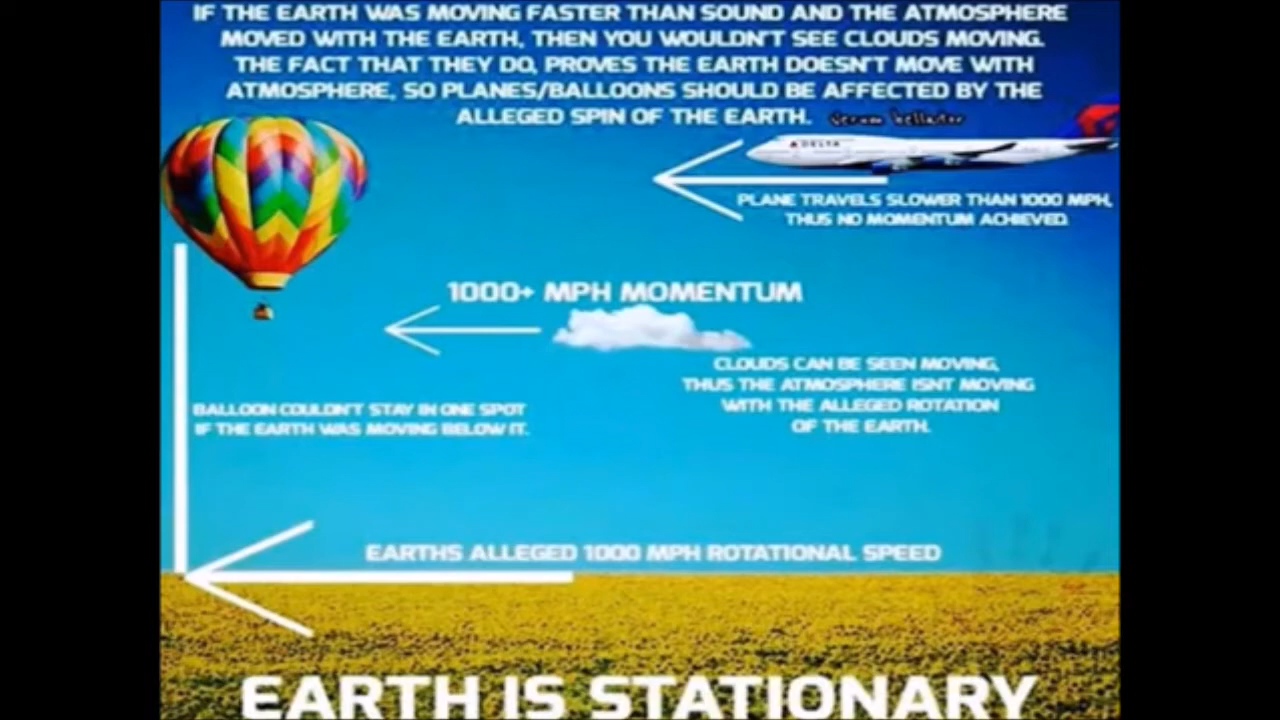 IF THE EARTH WAS MOVING FASTER THAN SOUND AND THE ATMOSPHERE
MOVED WITH THE EARTH, THEN YOU WOULDN'T SEE CLOUDS MOVING.
THE FACT THAT THEY DO, PROVES THE EARTH DOESN'T MOVE WITH
ATMOSPHERE, SO PLANES/BALLOONS SHOULD BE AFFECTED BY THE
ALLEGED SPIN OF THE EARTH.
DELTA
PLANE TRAVELS SLOWER THAN 1000 MPH,
THUS NO MOMENTUM ACHIEVED.
1000+ MPH MOMENTUM
CLOUDS CAN BE SEEN MOVING,
THUS THE ATMOSPHERE ISNT MOVING
WITH THE ALLEGED ROTATION
OF THE EARTH.
BALLOON COULDN'T STAY IN ONE SPOT
IF THE EARTH WAS MOVING BELOW IT.
EARTHS ALLEGED 1000 MPH ROTATIONAL SPEED
EARTH IS STATIONARY